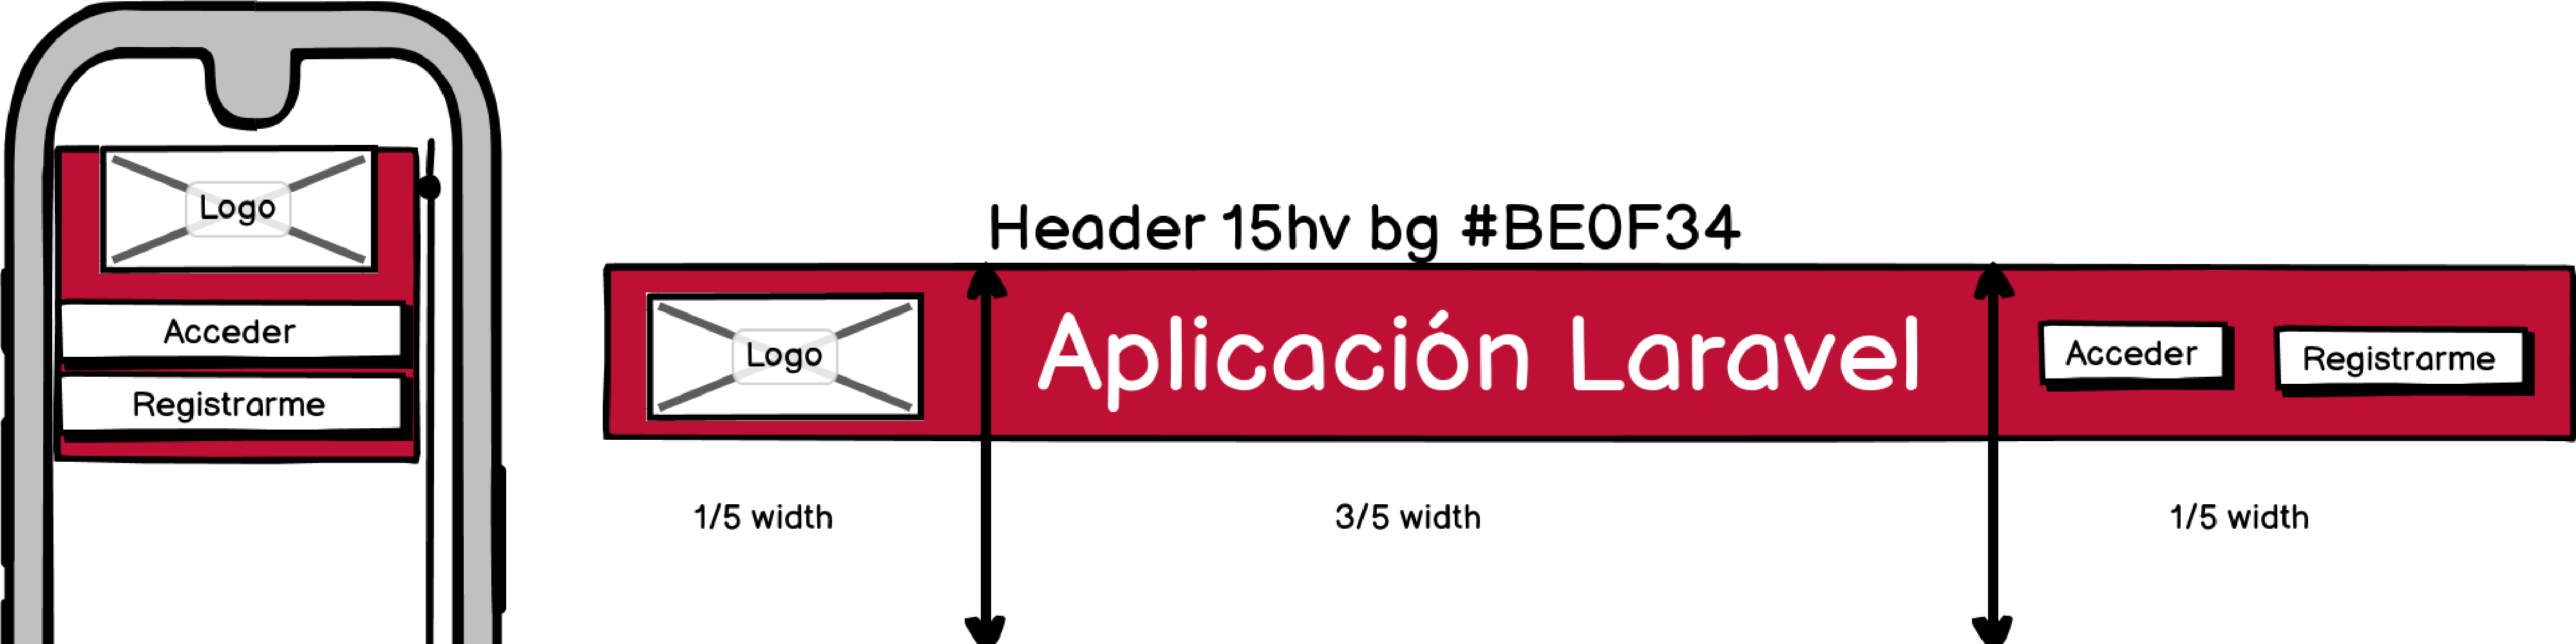 Logo
Acceder
Registrarme
Header 15hv bg #BE0F34
Logo
Aplicación Laravel
Acceder
Registrarme
1/5 width
3/5 width
1/5 width